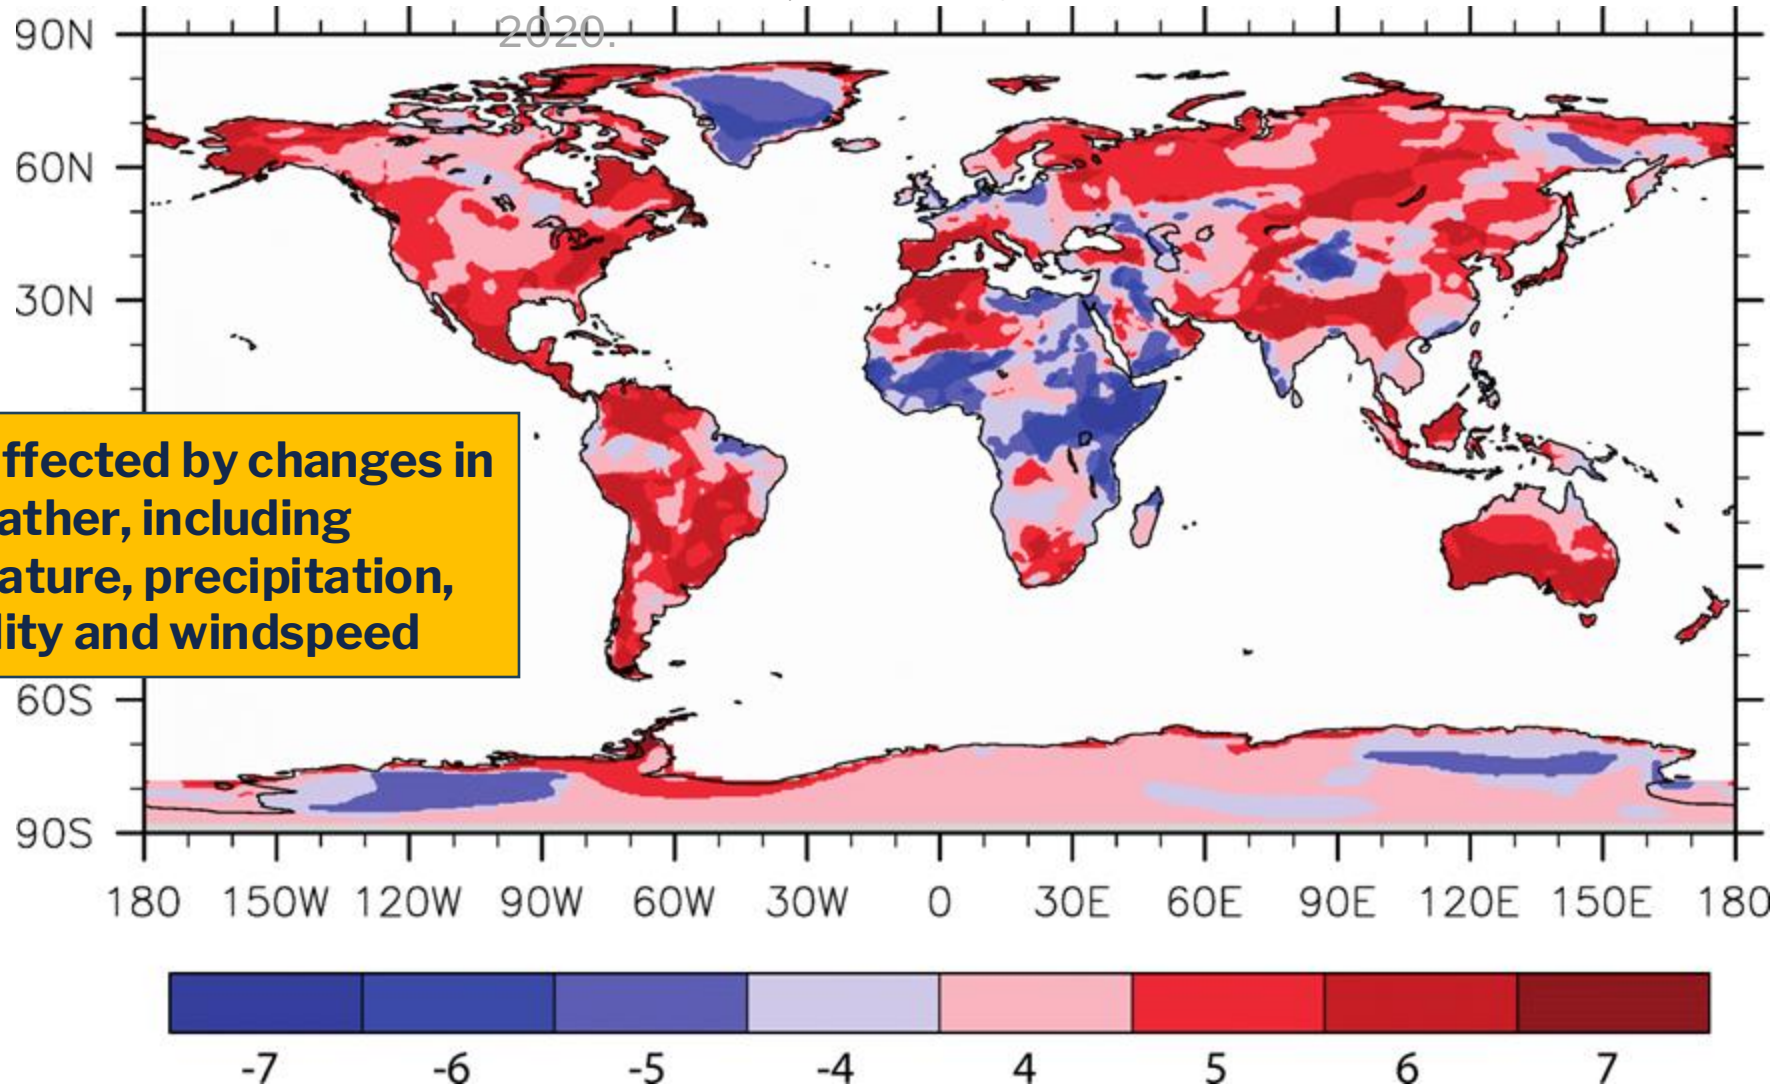 2020.
90N
60N
30N
ffected by changes in
ather, including
ature, precipitation,
lity and windspeed
60S
90S
180 150W 120W 90W 60W 30W 0 30E 60E 90E 120E 150E 180
-7 -6 -5 -4 4 5 6 7